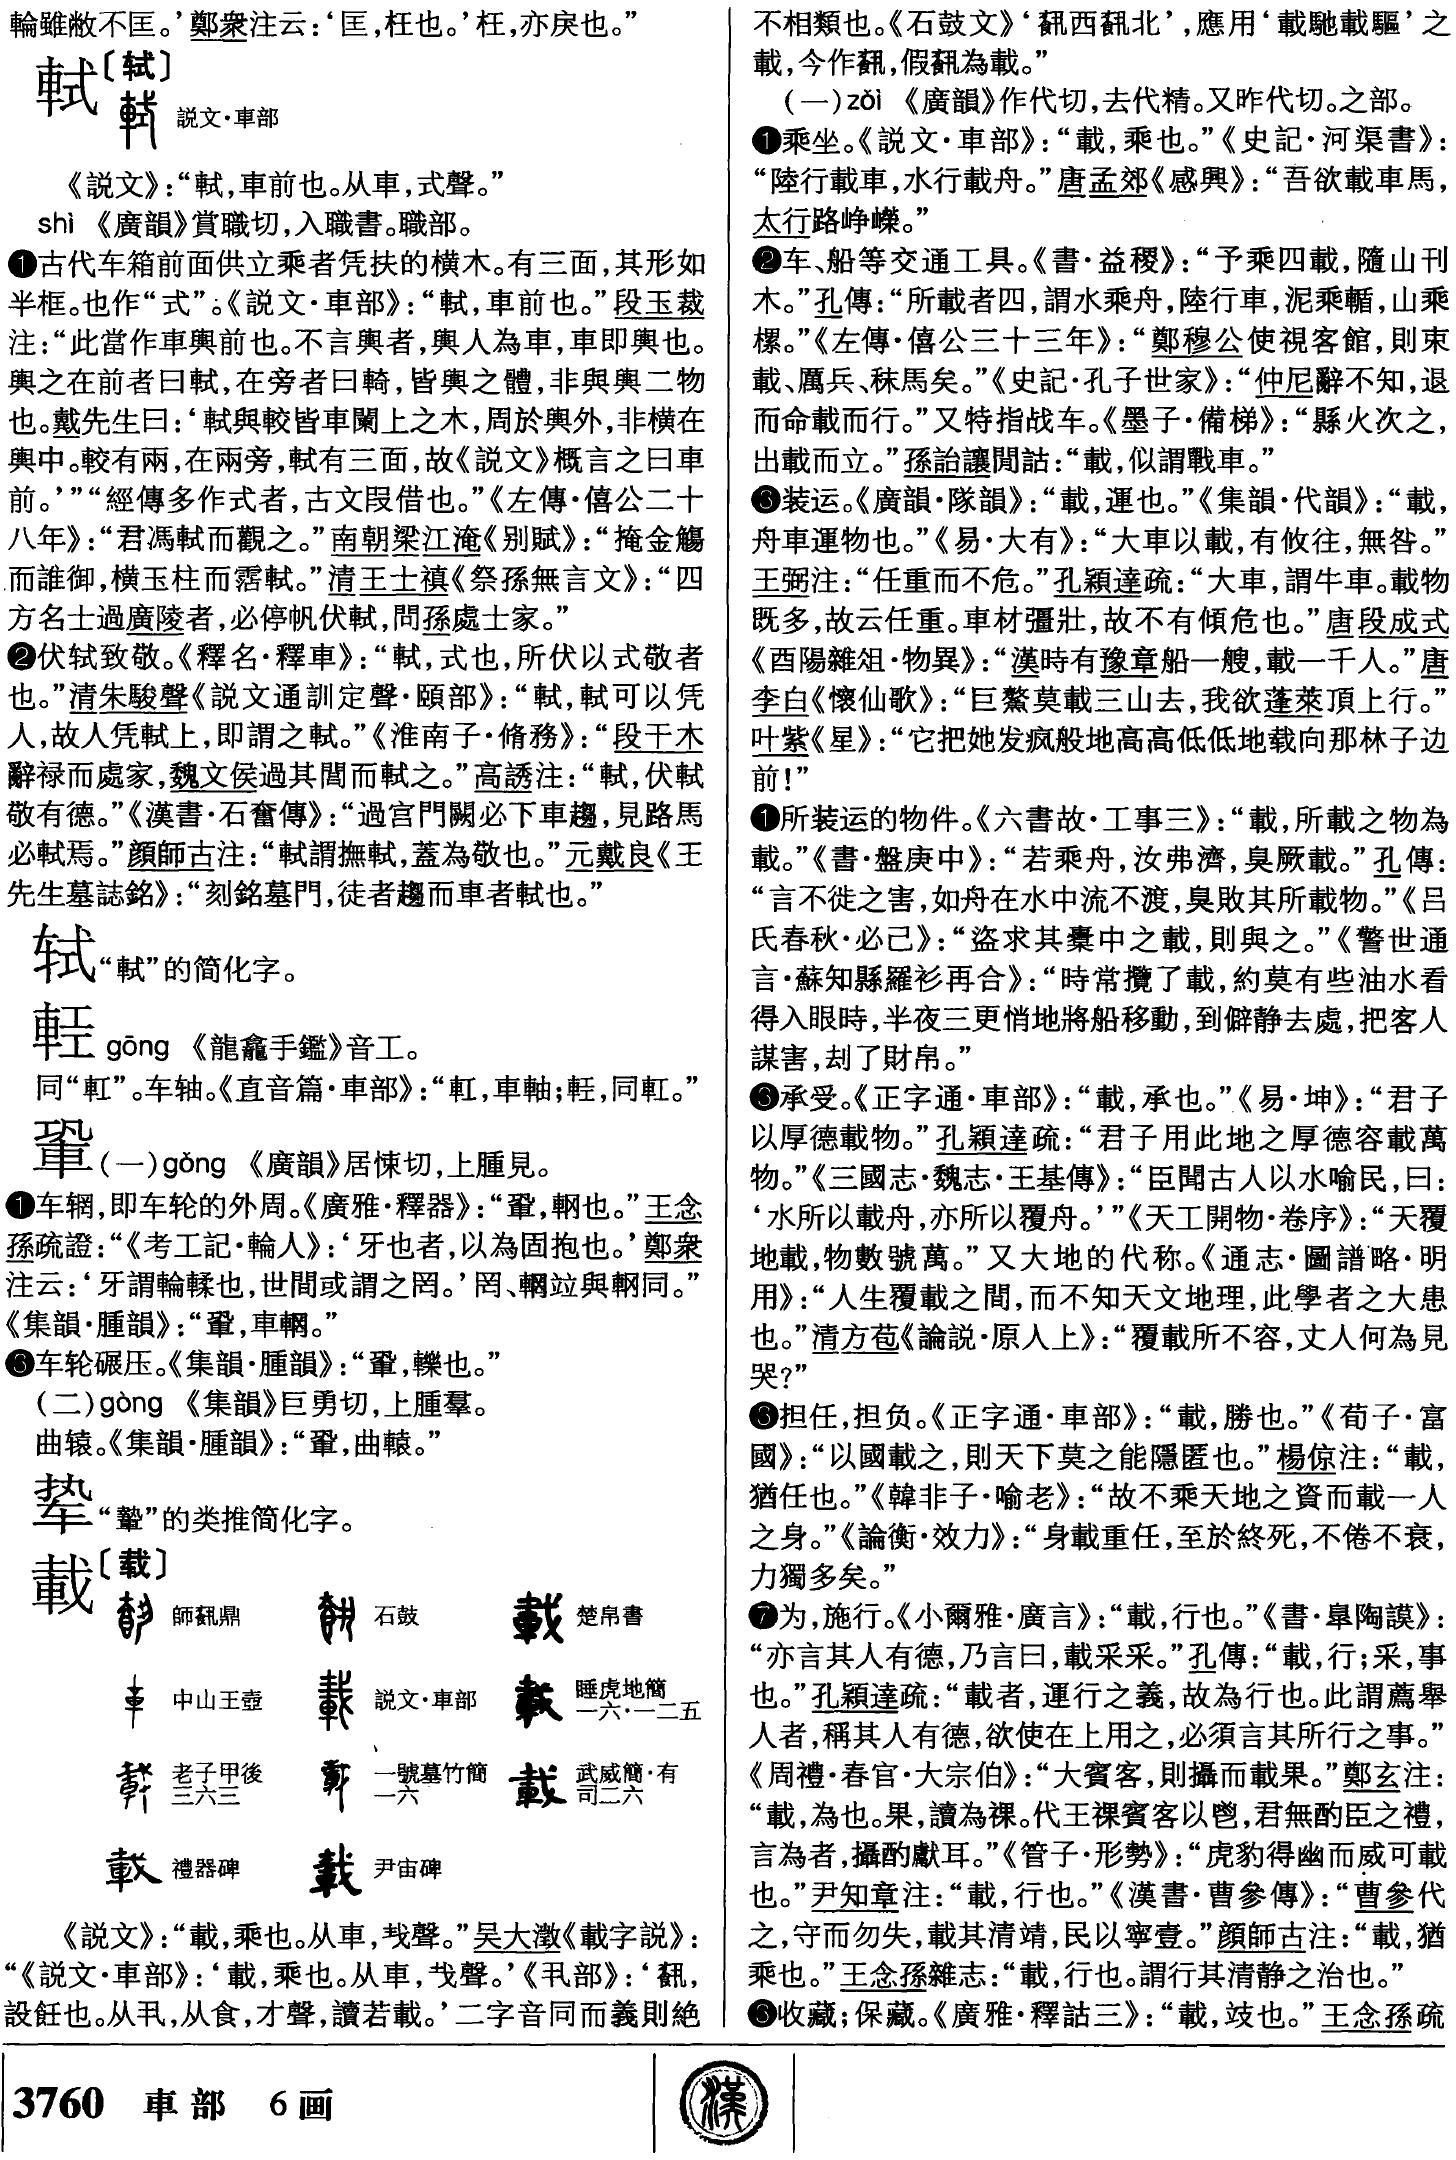 輪雖敝不匡。’鄭衆注云：‘匡，枉也。’枉，亦戾也。”
軾〔轼〕
説文·車部
《説文》：“軾，車前也。从車，式聲。”
shì 《廣韻》賞職切，入職書。職部。
❶古代车箱前面供立乘者凭扶的横木。有三面，其形如
半框。也作“式”。《説文·車部》：“軾，車前也。”段玉裁
注：“此當作車輿前也。不言輿者，輿人為車，車即輿也。
輿之在前者曰軾，在旁者曰輢，皆輿之體，非與輿二物
也。戴先生曰：‘軾與較皆車闌上之木，周於輿外，非横在
輿中。較有兩，在兩旁，軾有三面，故《説文》概言之曰車
前。’”“經傳多作式者，古文叚借也。”《左傳·僖公二十
八年》：“君馮軾而觀之。”南朝梁江淹《别賦》：“掩金觴
而誰御，横玉柱而霑軾。”清王士禛《祭孫無言文》：“四
方名士過廣陵者，必停帆伏軾，問孫處士家。”
❷伏轼致敬。《釋名·釋車》：“軾，式也，所伏以式敬者
也。”清朱駿聲《説文通訓定聲·頤部》：“軾，軾可以凭
人，故人凭軾上，即謂之軾。”《淮南子·脩務》：“段干木
辭禄而處家，魏文侯過其閭而軾之。”高誘注：“軾，伏軾
敬有德。”《漢書·石奮傳》：“過宫門闕必下車趨，見路馬
必軾焉。”顔師古注：“軾謂撫軾，蓋為敬也。”元戴良《王
先生墓誌銘》：“刻銘墓門，徒者趨而車者軾也。”
轼“軾”的简化字。
䡗 gōng 《龍龕手鑑》音工。
同“䡆”。车轴。《直音篇·車部》：“䡆，車軸；，同䡆。”
鞏(一)gǒng 《廣韻》居悚切，上腫見。
❶车辋，即车轮的外周。《廣雅·釋器》：“䡗，輞也。”王念
孫疏證：“《考工記·輪人》：‘牙也者，以為固抱也。’鄭衆
注云：‘牙謂輪輮也，世間或謂之罔。’罔、輞竝與輞同。”
《集韻·腫韻》：“䡗，車輞。”
❷车轮碾压。《集韻·腫韻》：“䡗，轢也。”
(二)gòng 《集韻》巨勇切，上腫羣。
曲辕。《集韻·腫韻》：“䡗，曲轅。”
“䡅”的类推简化字。
載〔载〕
師𩛥鼎 石鼓 楚帛書
中山王壺 説文·車部 睡虎地簡一六·一二五
老子甲後三六三 一號墓竹簡一六 武威簡·有司二六
禮器碑 尹宙碑
《説文》：“載，乘也。从車，𢦏聲。”吴大澂《載字説》：
“《説文·車部》：‘載，乘也。从車，𢦏聲。’《丮部》：‘𩛥，
設飪也。从丮，从食，才聲，讀若載。’二字音同而義則絶
不相類也。《石鼓文》‘𩛥西𩛥北’，應用‘載馳載驅’之
載，今作𩛥，假𩛥為載。”
(一)zài 《廣韻》作代切，去代精。又昨代切。之部。
❶乘坐。《説文·車部》：“載，乘也。”《史記·河渠書》：
“陸行載車，水行載舟。”唐孟郊《感興》：“吾欲載車馬，
太行路峥嶸。”
❷车、船等交通工具。《書·益稷》：“予乘四載，隨山刊
木。”孔傳：“所載者四，謂水乘舟，陸行車，泥乘輴，山乘
樏。”《左傳·僖公三十三年》：“鄭穆公使視客館，則束
載、厲兵、秣馬矣。”《史記·孔子世家》：“仲尼辭不知，退
而命載而行。”又特指战车。《墨子·備梯》：“縣火次之，
出載而立。”孫詒讓閒詁：“載，似謂戰車。”
❸装运。《廣韻·隊韻》：“載，運也。”《集韻·代韻》：“載，
舟車運物也。”《易·大有》：“大車以載，有攸往，無咎。”
王弼注：“任重而不危。”孔穎達疏：“大車，謂牛車。載物
既多，故云任重。車材彊壯，故不有傾危也。”唐段成式
《酉陽雜俎·物異》：“漢時有豫章船一艘，載一千人。”唐
李白《懷仙歌》：“巨鰲莫載三山去，我欲蓬萊頂上行。”
叶紫《星》：“它把她发疯般地高高低低地载向那林子边
前！”
❹所装运的物件。《六書故·工事三》：“載，所載之物為
載。”《書·盤庚中》：“若乘舟，汝弗濟，臭厥載。”孔傳：
“言不徙之害，如舟在水中流不渡，臭敗其所載物。”《吕
氏春秋·必己》：“盗求其橐中之載，則與之。”《警世通
言·蘇知縣羅衫再合》：“時常攬了載，約莫有些油水看
得入眼時，半夜三更悄地將船移動，到僻静去處，把客人
謀害，刦了財帛。”
❺承受。《正字通·車部》：“載，承也。”《易·坤》：“君子
以厚德載物。”孔穎達疏：“君子用此地之厚德容載萬
物。”《三國志·魏志·王基傳》：“臣聞古人以水喻民，曰：
‘水所以載舟，亦所以覆舟。’”《天工開物·卷序》：“天覆
地載，物數號萬。”又大地的代称。《通志·圖譜略·明
用》：“人生覆載之間，而不知天文地理，此學者之大患
也。”清方苞《論説·原人上》：“覆載所不容，丈人何為見
哭？”
❻担任，担负。《正字通·車部》：“載，勝也。”《荀子·富
國》：“以國載之，則天下莫之能隱匿也。”楊倞注：“載，
猶任也。”《韓非子·喻老》：“故不乘天地之資而載一人
之身。”《論衡·效力》：“身載重任，至於終死，不倦不衰，
力獨多矣。”
❼为，施行。《小爾雅·廣言》：“載，行也。”《書·皐陶謨》：
“亦言其人有德，乃言曰，載采采。”孔傳：“載，行；采，事
也。”孔穎達疏：“載者，運行之義，故為行也。此謂薦舉
人者，稱其人有德，欲使在上用之，必須言其所行之事。”
《周禮·春官·大宗伯》：“大賓客，則攝而載果。”鄭玄注：
“載，為也。果，讀為祼。代王祼賓客以鬯，君無酌臣之禮，
言為者，攝酌獻耳。”《管子·形勢》：“虎豹得幽而威可載
也。”尹知章注：“載，行也。”《漢書·曹參傳》：“曹參代
之，守而勿失，載其清靖，民以寧壹。”顔師古注：“載，猶
乘也。”王念孫雜志：“載，行也。謂行其清静之治也。”
❽收藏；保藏。《廣雅·釋詁三》：“載，攱也。”王念孫疏
3760 車部 6画
漢